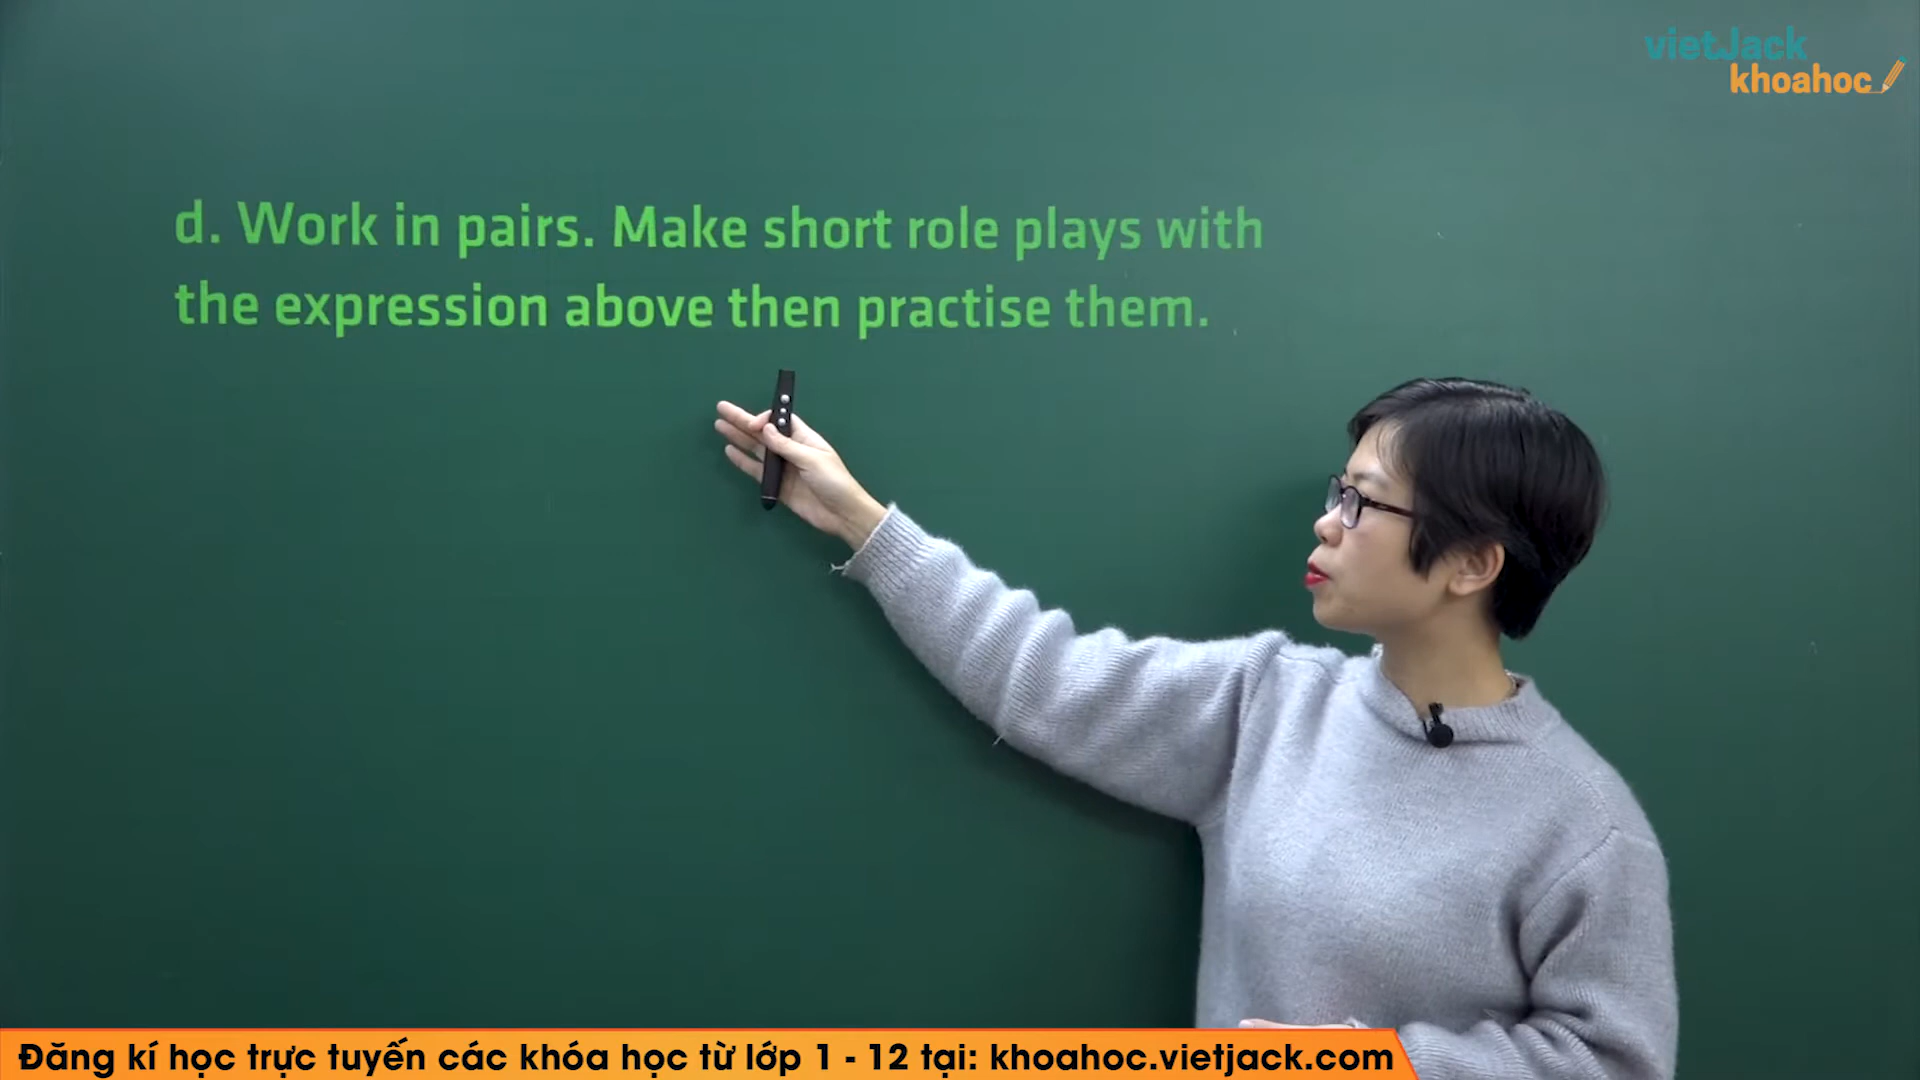 vietJack
khoahoc
d. Work in pairs. Make short role plays with
the expression above then practise them.
Đăng kí học trực tuyến các khóa học từ lớp 1 - 12 tại: khoahoc.vietjack.com